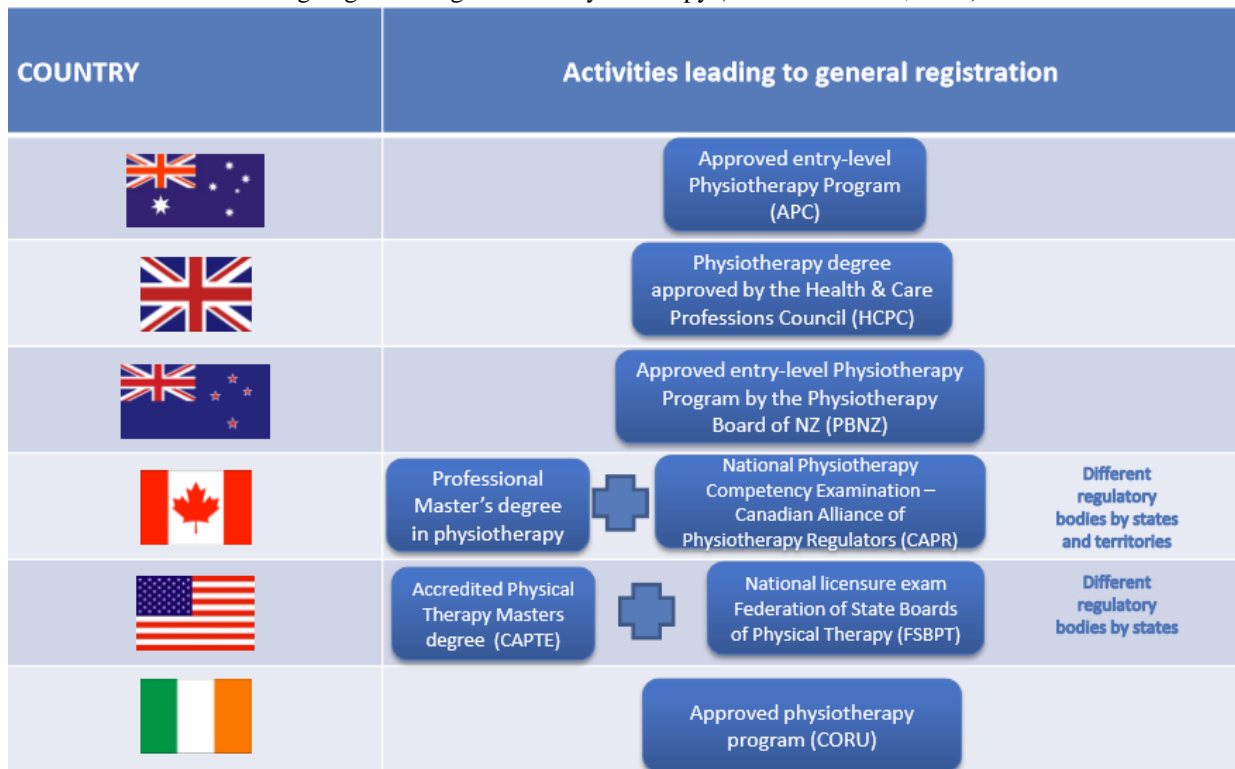 COUNTRY
Activities leading to general registration
Approved entry-level
Physiotherapy Program
(APC)
Physiotherapy degree
approved by the Health & Care
Professions Council (HCPC)
Approved entry-level Physiotherapy
Program by the Physiotherapy
Board of NZ (PBNZ)
Professional
Master's degree
in physiotherapy
National Physiotherapy
Competency Examination –
Canadian Alliance of
Physiotherapy Regulators (CAPR)
Different
regulatory
bodies by states
and territories
Accredited Physical
Therapy Masters
degree (CAPTE)
National licensure exam
Federation of State Boards
of Physical Therapy (FSBPT)
Different
regulatory
bodies by states
Approved physiotherapy
program (CORU)